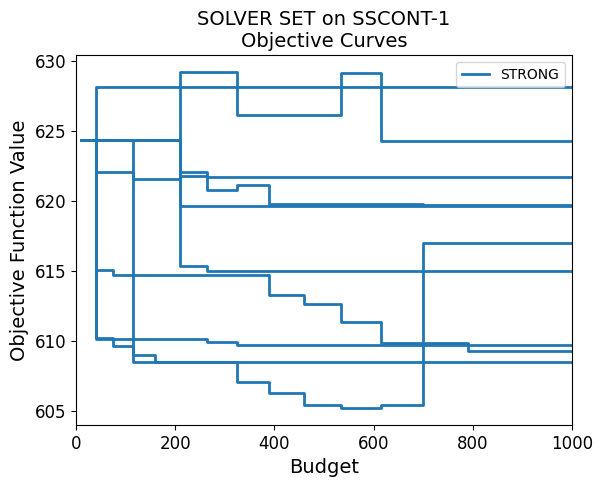 SOLVER SET on SSCONT-1
Objective Curves
STRONG
Objective Function Value
630
625
620
615
610
605
0 200 400 600 800 1000
Budget